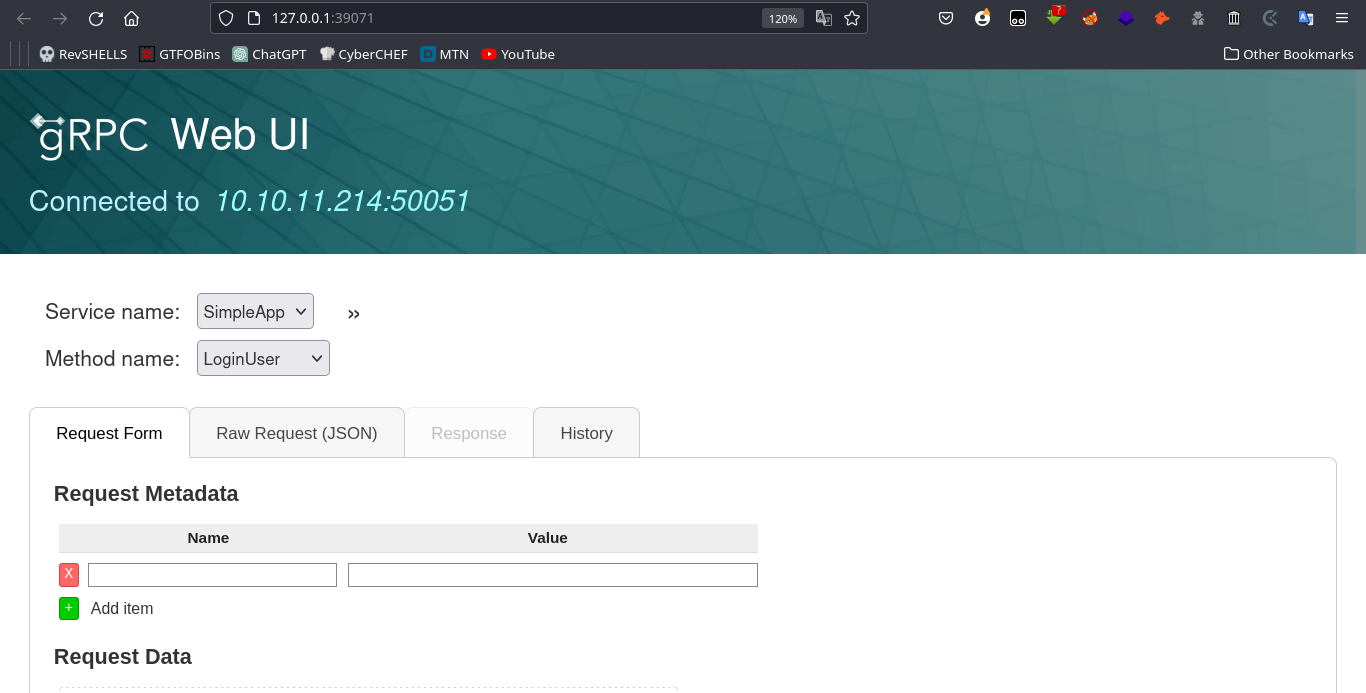 127.0.0.1:39071 120%
RevSHELLS GTFOBins ChatGPT CyberCHEF MTN YouTube Other Bookmarks
gRPC Web UI
Connected to 10.10.11.214:50051
Service name: SimpleApp »
Method name: LoginUser
Request Form Raw Request (JSON) Response History
Request Metadata
Name Value
X
+ Add item
Request Data